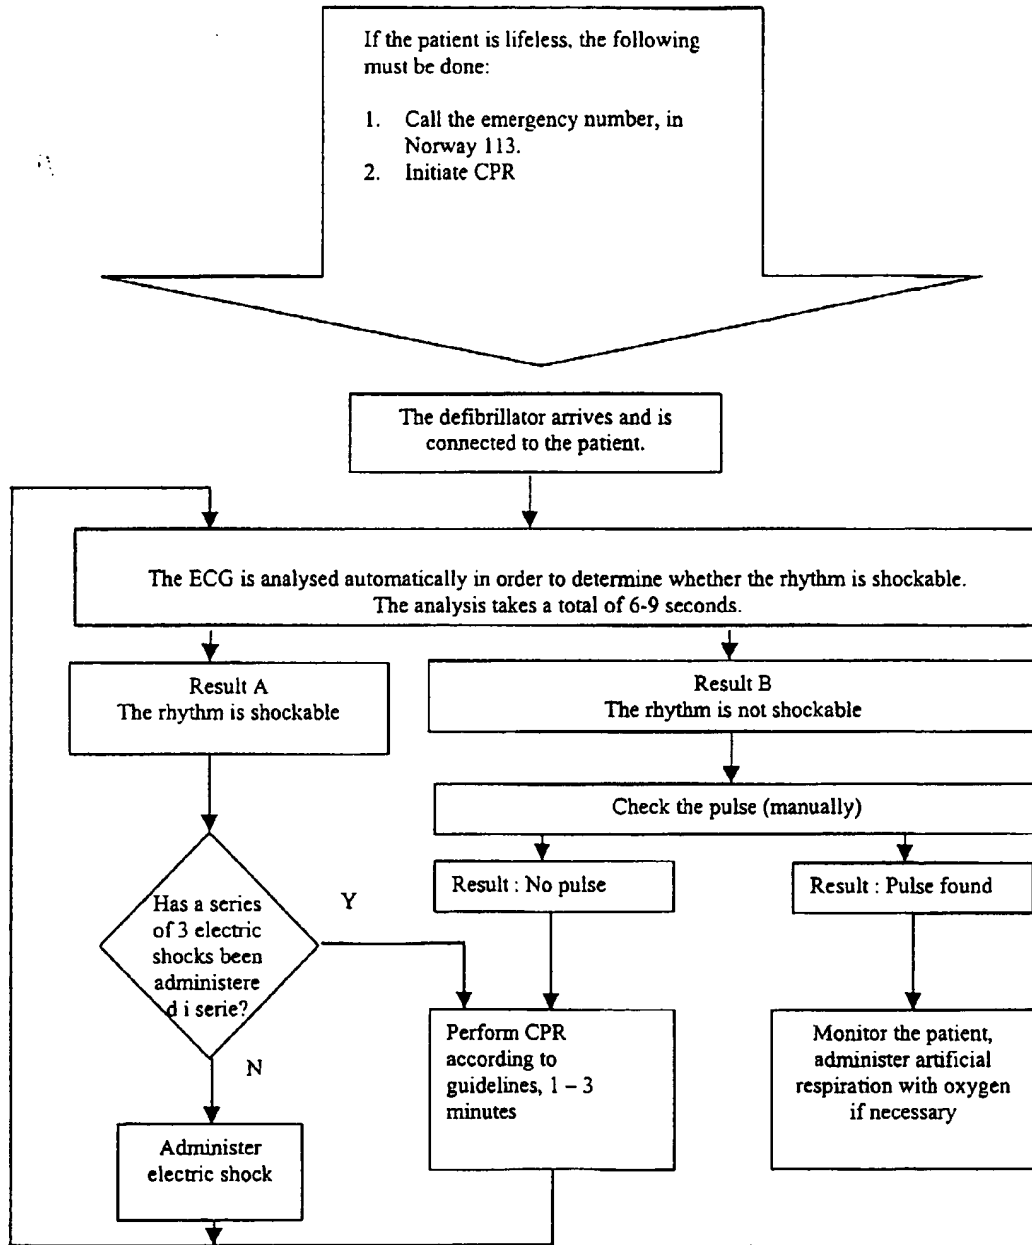 If the patient is lifeless, the following
must be done:
1. Call the emergency number, in
Norway 113.
2. Initiate CPR
The defibrillator arrives and is
connected to the patient.
The ECG is analysed automatically in order to determine whether the rhythm is shockable.
The analysis takes a total of 6-9 seconds.
Result A
The rhythm is shockable
Result B
The rhythm is not shockable
Check the pulse (manually)
Result : No pulse
Result : Pulse found
Has a series
of 3 electric
shocks been
administere
d i serie?
Y
N
Perform CPR
according to
guidelines, 1 – 3
minutes
Monitor the patient,
administer artificial
respiration with oxygen
if necessary
Administer
electric shock